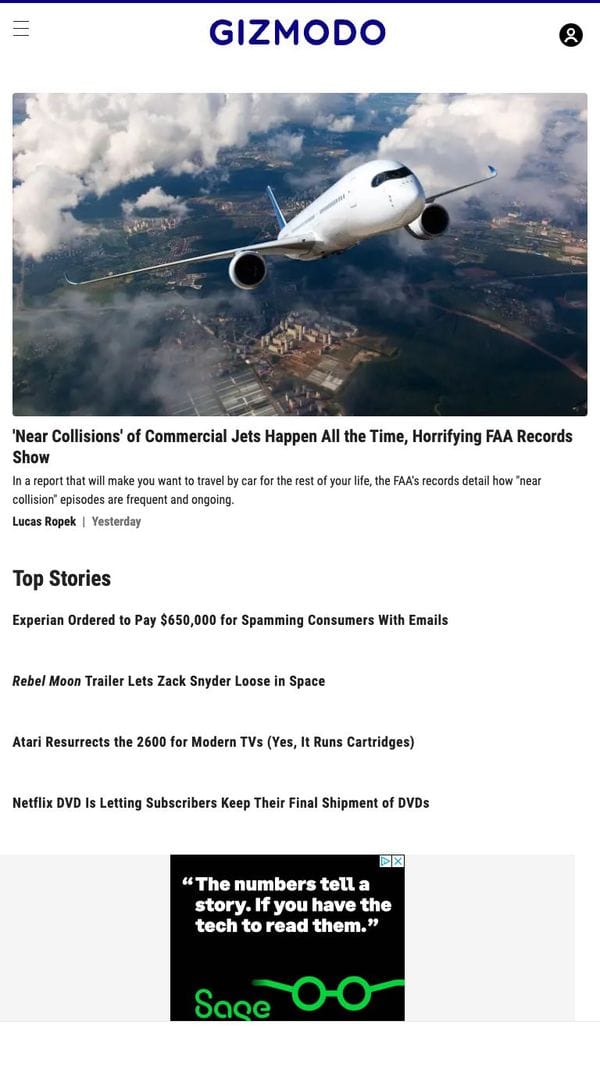 GIZMODO
'Near Collisions' of Commercial Jets Happen All the Time, Horrifying FAA Records
Show
In a report that will make you want to travel by car for the rest of your life, the FAA's records detail how "near
collision" episodes are frequent and ongoing.
Lucas Ropek | Yesterday
Top Stories
Experian Ordered to Pay $650,000 for Spamming Consumers With Emails
Rebel Moon Trailer Lets Zack Snyder Loose in Space
Atari Resurrects the 2600 for Modern TVs (Yes, It Runs Cartridges)
Netflix DVD Is Letting Subscribers Keep Their Final Shipment of DVDs
“The numbers tell a
story. If you have the
tech to read them.”
Sage